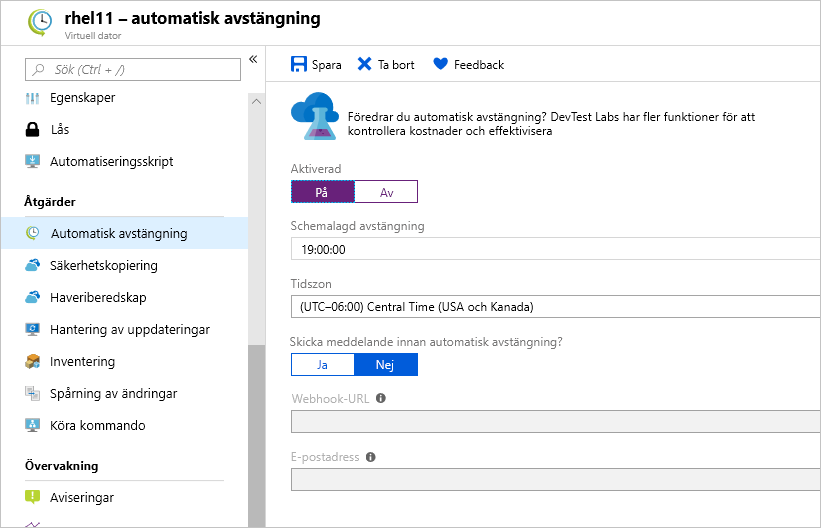 rhel11 – automatisk avstängning
Virtuell dator
Sök (Ctrl + /)
«
Egenskaper
Lås
Automatiseringsskript
Åtgärder
Automatisk avstängning
Säkerhetskopiering
Haveriberedskap
Hantering av uppdateringar
Inventering
Spårning av ändringar
Köra kommando
Övervakning
Aviseringar
Spara
Ta bort
Feedback
Föredrar du automatisk avstängning? DevTest Labs har fler funktioner för att
kontrollera kostnader och effektivisera
Aktiverad
På
Av
Schemalagd avstängning
19:00:00
Tidszon
(UTC–06:00) Central Time (USA och Kanada)
Skicka meddelande innan automatisk avstängning?
Ja
Nej
Webhook-URL
E-postadress